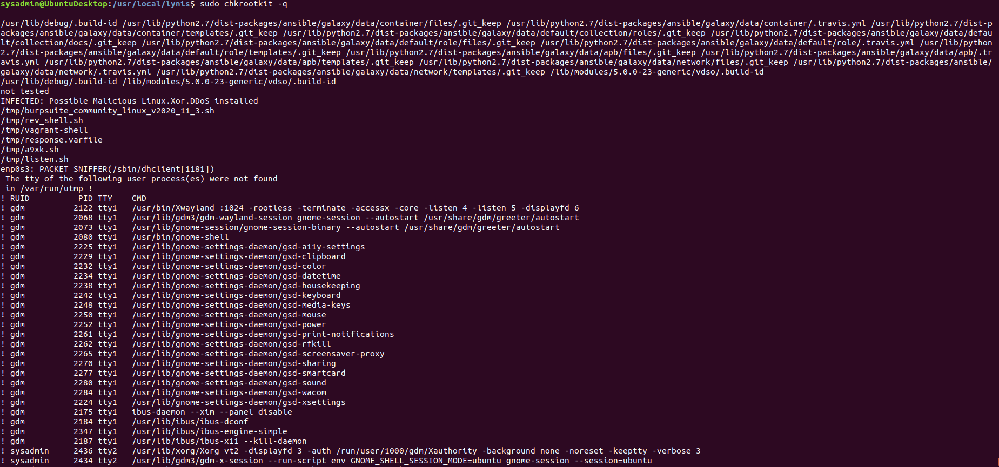 sysadmin@UbuntuDesktop:/usr/local/lynis$ sudo chkrootkit -q
/usr/lib/debug/.build-id /usr/lib/python2.7/dist-packages/ansible/galaxy/data/container/files/.git_keep /usr/lib/python2.7/dist-packages/ansible/galaxy/data/container/.travis.yml /usr/lib/python2.7/dist-p
ackages/ansible/galaxy/data/container/templates/.git_keep /usr/lib/python2.7/dist-packages/ansible/galaxy/data/default/collection/roles/.git_keep /usr/lib/python2.7/dist-packages/ansible/galaxy/data/defau
lt/collection/docs/.git_keep /usr/lib/python2.7/dist-packages/ansible/galaxy/data/default/role/files/.git_keep /usr/lib/python2.7/dist-packages/ansible/galaxy/data/default/role/.travis.yml /usr/lib/python
2.7/dist-packages/ansible/galaxy/data/default/role/templates/.git_keep /usr/lib/python2.7/dist-packages/ansible/galaxy/data/apb/files/.git_keep /usr/lib/python2.7/dist-packages/ansible/galaxy/data/apb/.tr
avis.yml /usr/lib/python2.7/dist-packages/ansible/galaxy/data/apb/templates/.git_keep /usr/lib/python2.7/dist-packages/ansible/galaxy/data/network/files/.git_keep /usr/lib/python2.7/dist-packages/ansible/
galaxy/data/network/.travis.yml /usr/lib/python2.7/dist-packages/ansible/galaxy/data/network/templates/.git_keep /lib/modules/5.0.0-23-generic/vdso/.build-id
/usr/lib/debug/.build-id /lib/modules/5.0.0-23-generic/vdso/.build-id
not tested
INFECTED: Possible Malicious Linux.Xor.DDoS installed
/tmp/burpsuite_community_linux_v2020_11_3.sh
/tmp/rev_shell.sh
/tmp/vagrant-shell
/tmp/response.varfile
/tmp/a9xk.sh
/tmp/listen.sh
enp0s3: PACKET SNIFFER(/sbin/dhclient[1181])
 The tty of the following user process(es) were not found
 in /var/run/utmp !
! RUID          PID TTY    CMD
! gdm          2122 tty1   /usr/bin/Xwayland :1024 -rootless -terminate -accessx -core -listen 4 -listen 5 -displayfd 6
! gdm          2068 tty1   /usr/lib/gdm3/gdm-wayland-session gnome-session --autostart /usr/share/gdm/greeter/autostart
! gdm          2073 tty1   /usr/lib/gnome-session/gnome-session-binary --autostart /usr/share/gdm/greeter/autostart
! gdm          2080 tty1   /usr/bin/gnome-shell
! gdm          2225 tty1   /usr/lib/gnome-settings-daemon/gsd-a11y-settings
! gdm          2229 tty1   /usr/lib/gnome-settings-daemon/gsd-clipboard
! gdm          2232 tty1   /usr/lib/gnome-settings-daemon/gsd-color
! gdm          2234 tty1   /usr/lib/gnome-settings-daemon/gsd-datetime
! gdm          2238 tty1   /usr/lib/gnome-settings-daemon/gsd-housekeeping
! gdm          2242 tty1   /usr/lib/gnome-settings-daemon/gsd-keyboard
! gdm          2248 tty1   /usr/lib/gnome-settings-daemon/gsd-media-keys
! gdm          2250 tty1   /usr/lib/gnome-settings-daemon/gsd-mouse
! gdm          2252 tty1   /usr/lib/gnome-settings-daemon/gsd-power
! gdm          2261 tty1   /usr/lib/gnome-settings-daemon/gsd-print-notifications
! gdm          2262 tty1   /usr/lib/gnome-settings-daemon/gsd-rfkill
! gdm          2265 tty1   /usr/lib/gnome-settings-daemon/gsd-screensaver-proxy
! gdm          2270 tty1   /usr/lib/gnome-settings-daemon/gsd-sharing
! gdm          2277 tty1   /usr/lib/gnome-settings-daemon/gsd-smartcard
! gdm          2280 tty1   /usr/lib/gnome-settings-daemon/gsd-sound
! gdm          2284 tty1   /usr/lib/gnome-settings-daemon/gsd-wacom
! gdm          2224 tty1   /usr/lib/gnome-settings-daemon/gsd-xsettings
! gdm          2175 tty1   ibus-daemon --xim --panel disable
! gdm          2184 tty1   /usr/lib/ibus/ibus-dconf
! gdm          2347 tty1   /usr/lib/ibus/ibus-engine-simple
! gdm          2187 tty1   /usr/lib/ibus/ibus-x11 --kill-daemon
! sysadmin     2436 tty2   /usr/lib/xorg/Xorg vt2 -displayfd 3 -auth /run/user/1000/gdm/Xauthority -background none -noreset -keeptty -verbose 3
! sysadmin     2434 tty2   /usr/lib/gdm3/gdm-x-session --run-script env GNOME_SHELL_SESSION_MODE=ubuntu gnome-session --session=ubuntu